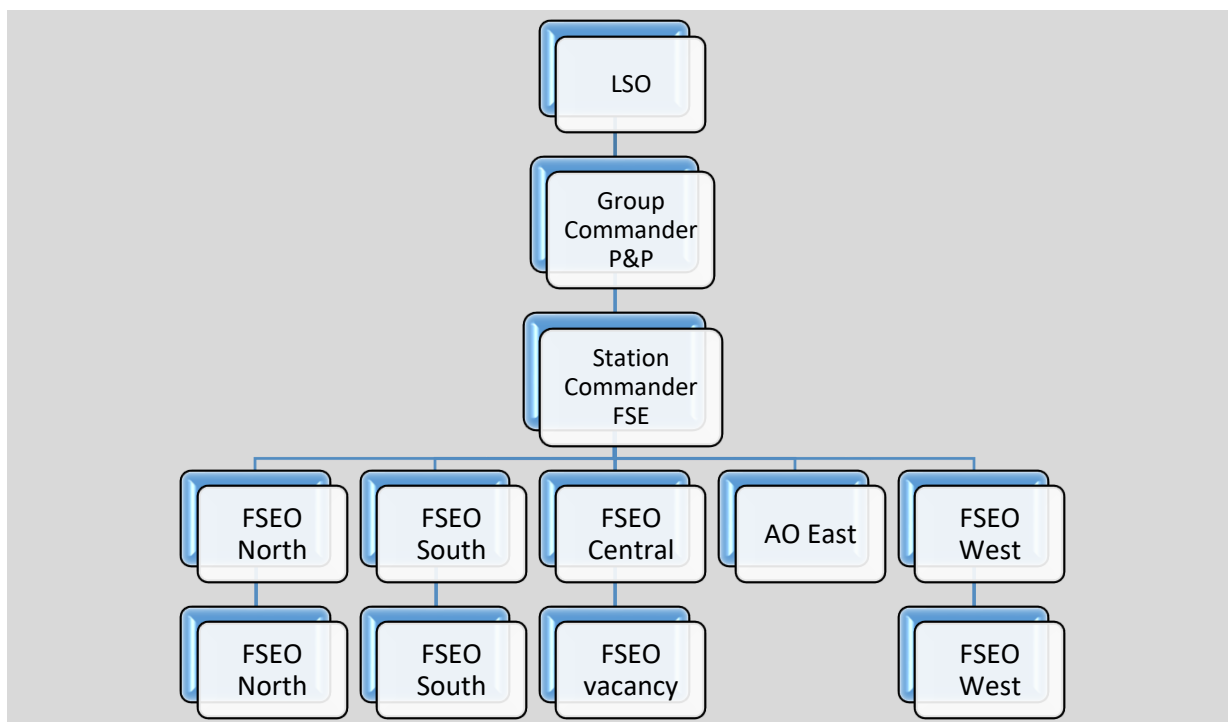 LSO
Group
Commander
P&P
Station
Commander
FSE
FSEO
North
FSEO
South
FSEO
Central
AO East
FSEO
West
FSEO
North
FSEO
South
FSEO
vacancy
FSEO
West